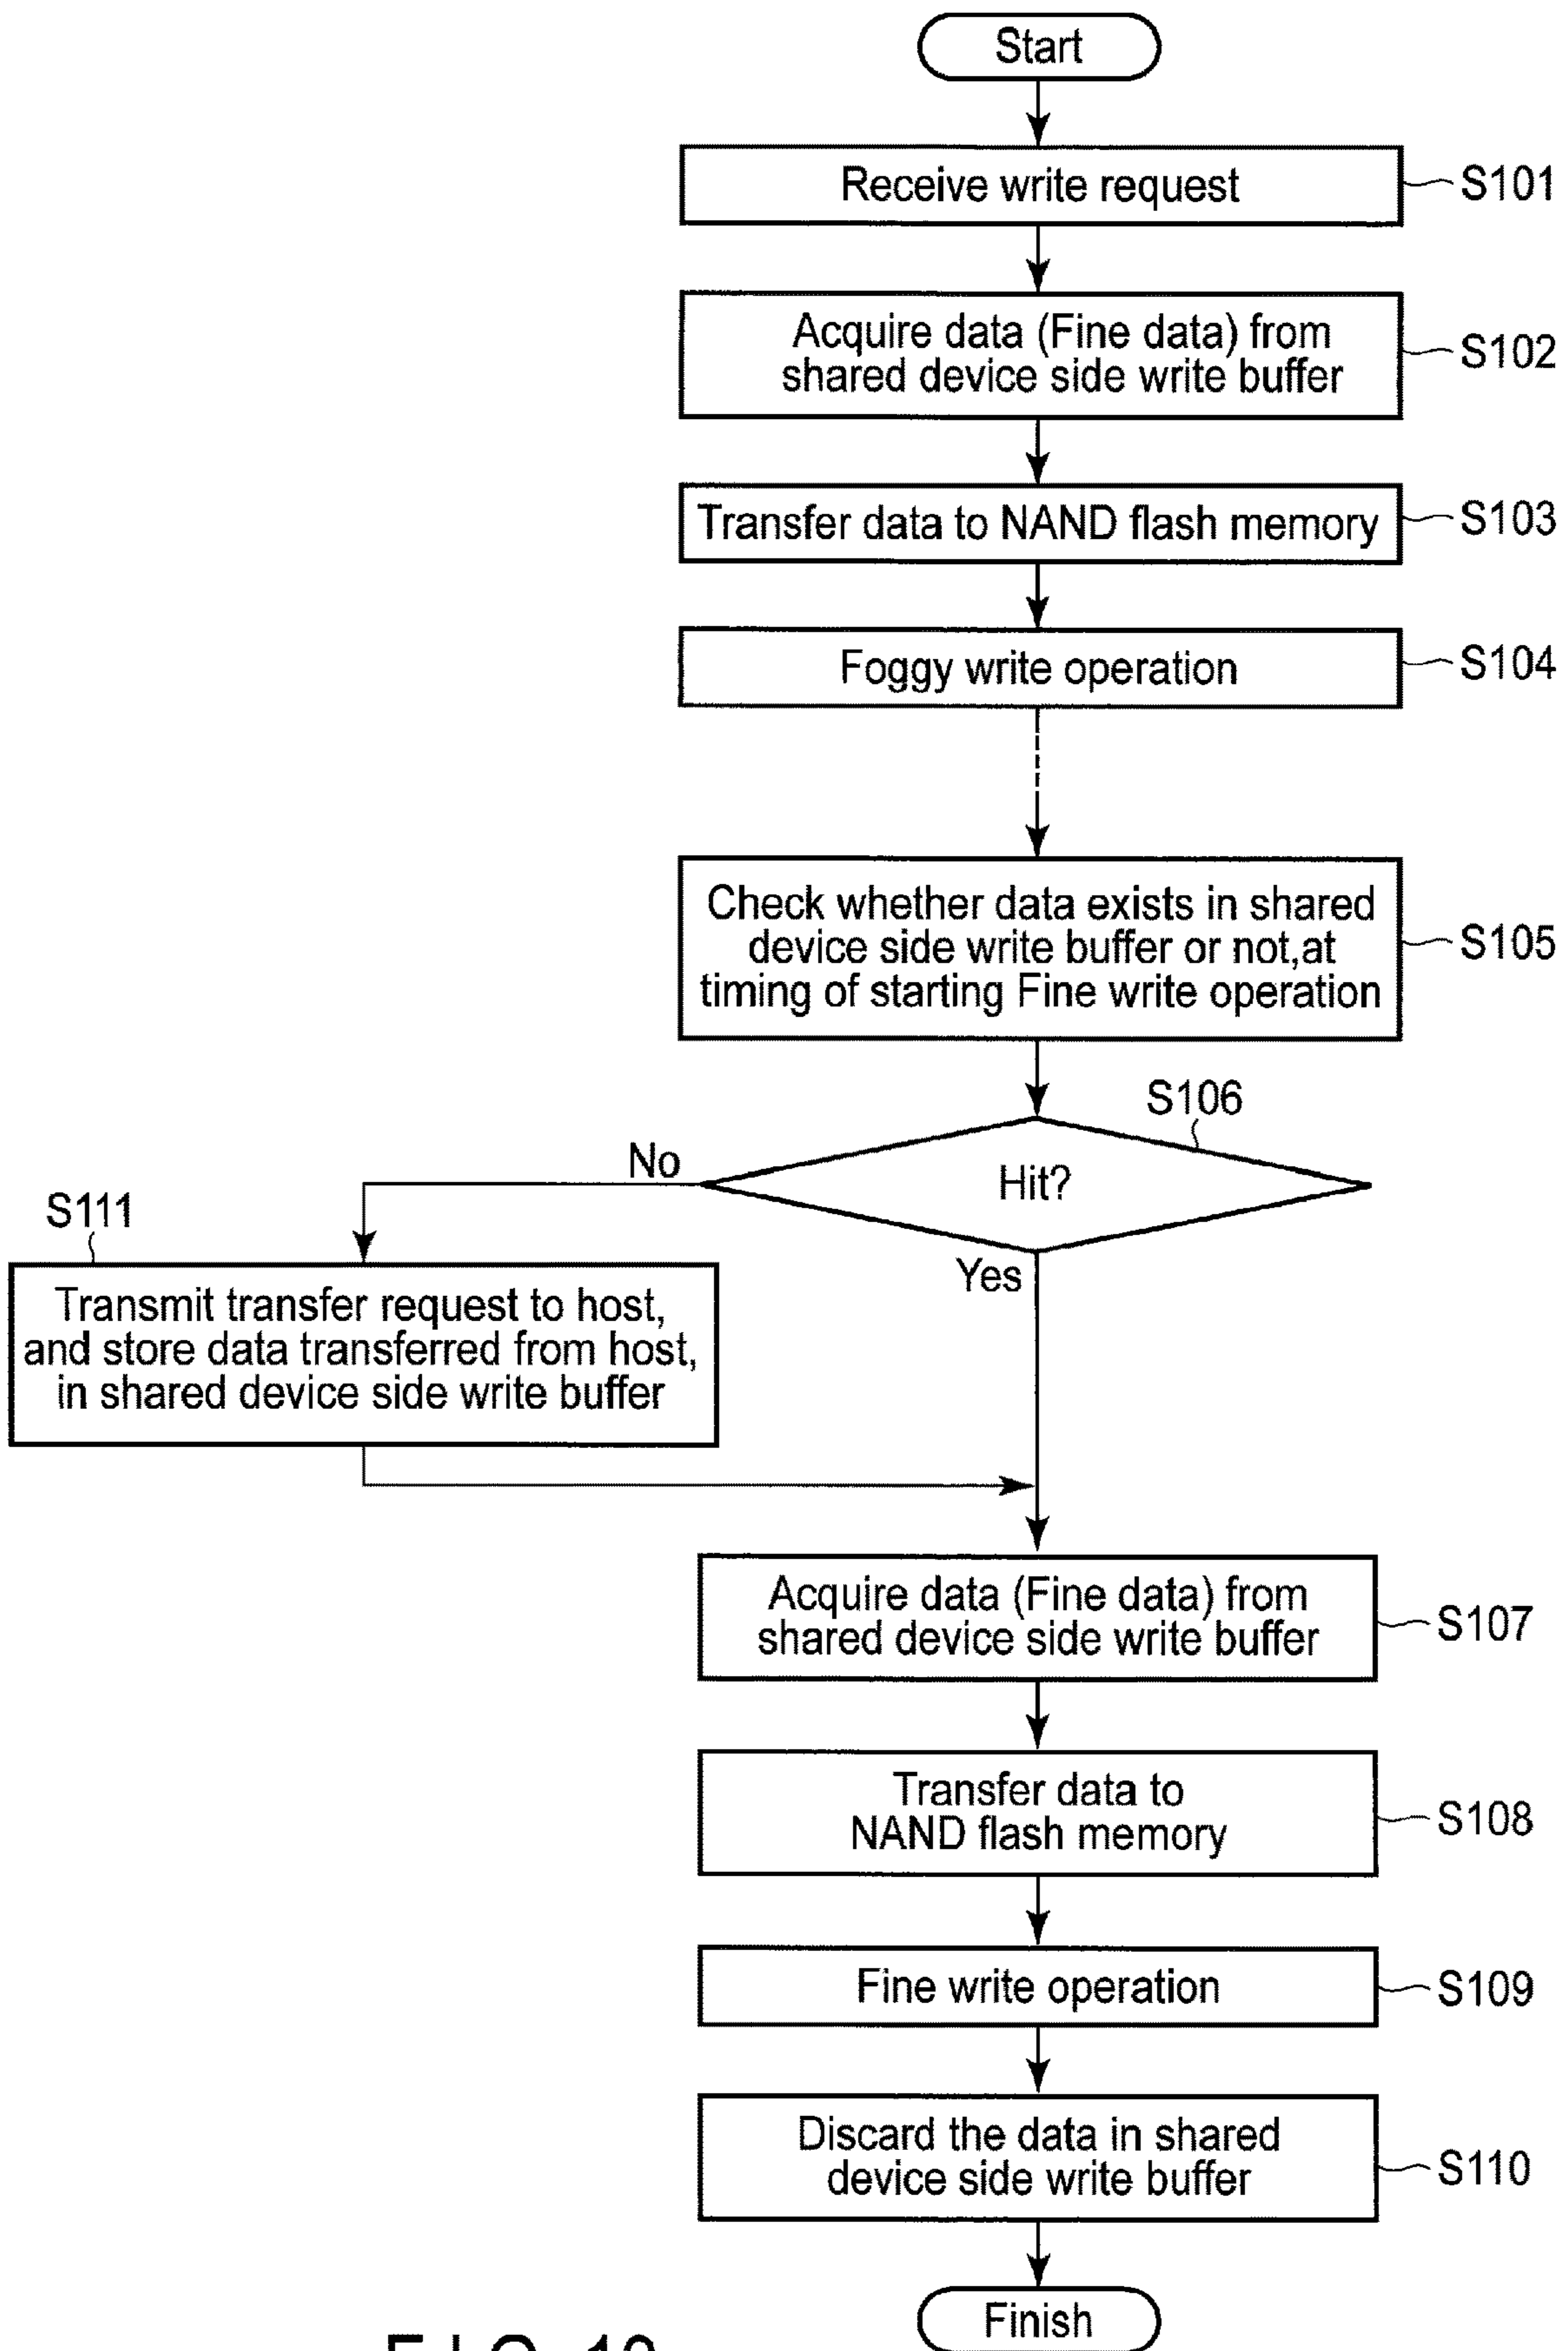 Start
Receive write request
S101
Acquire data (Fine data) from
shared device side write buffer
S102
Transfer data to NAND flash memory
S103
Foggy write operation
S104
Check whether data exists in shared
device side write buffer or not,at
timing of starting Fine write operation
S105
S106
Hit?
No
Yes
S111
Transmit transfer request to host,
and store data transferred from host,
in shared device side write buffer
Acquire data (Fine data) from
shared device side write buffer
S107
Transfer data to
NAND flash memory
S108
Fine write operation
S109
Discard the data in shared
device side write buffer
S110
Finish